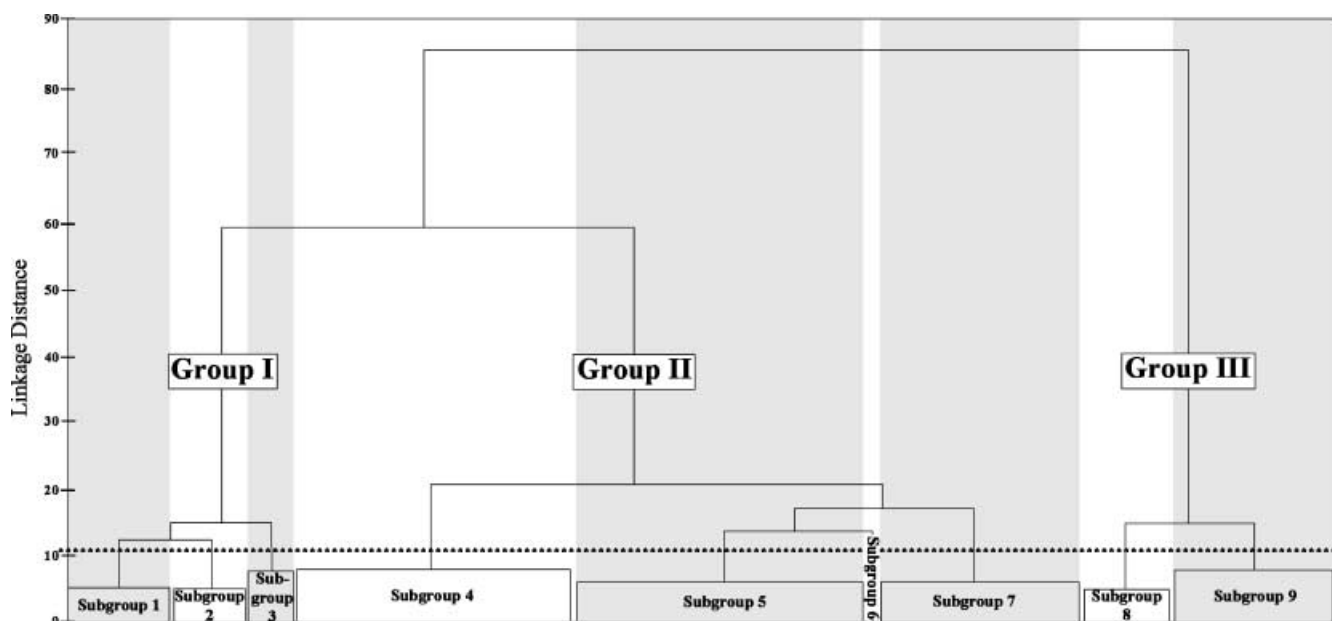 90
80
70
60
50
40
30
20
10
0
Linkage Distance
Group I
Group II
Group III
Subgroup 1
Subgroup
2
Sub-
group
3
Subgroup 4
Subgroup 5
Subgroup 6
Subgroup 7
Subgroup
8
Subgroup 9